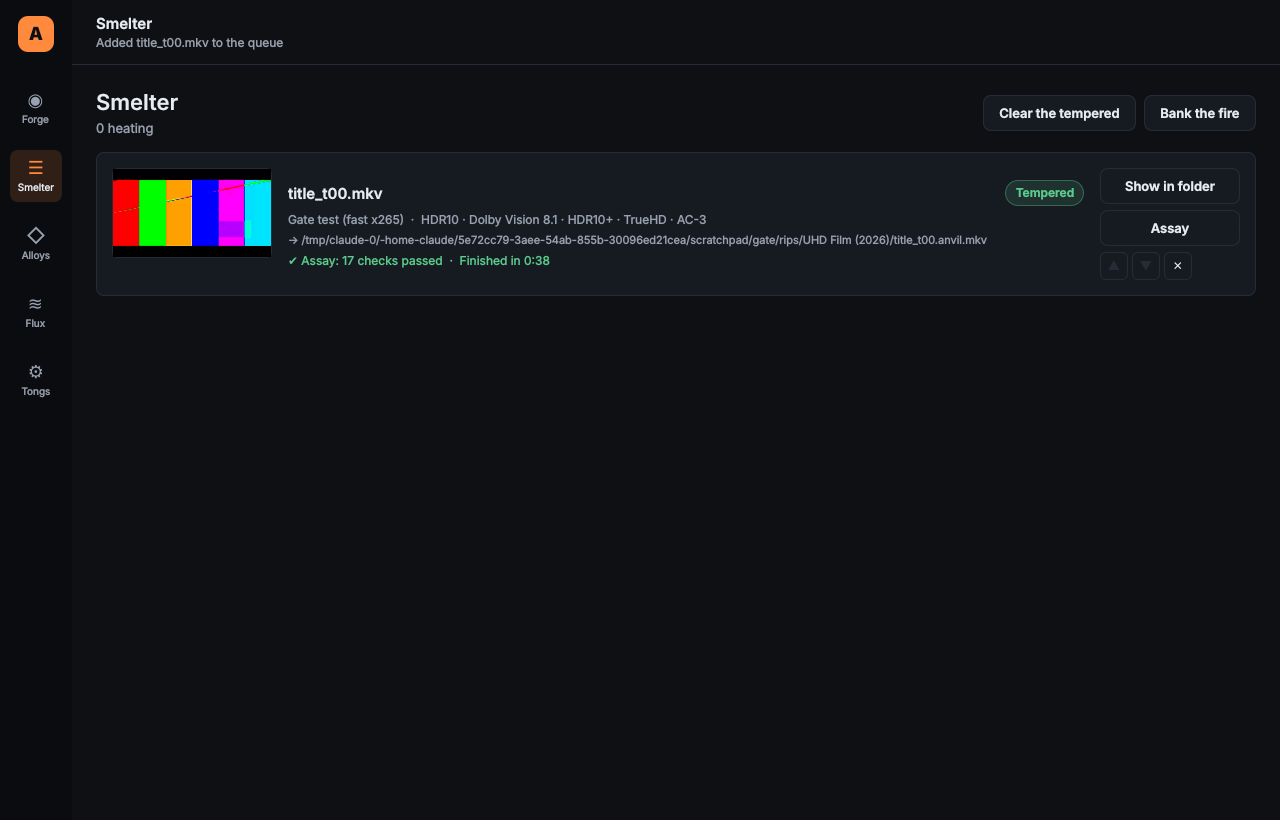 A
Smelter
Added title_t00.mkv to the queue
Forge
Smelter
Alloys
Flux
Tongs
Smelter
0 heating
Clear the tempered
Bank the fire
title_t00.mkv
Gate test (fast x265) · HDR10 · Dolby Vision 8.1 · HDR10+ · TrueHD · AC-3
→ /tmp/claude-0/-home-claude/5e72cc79-3aee-54ab-855b-30096ed21cea/scratchpad/gate/rips/UHD Film (2026)/title_t00.anvil.mkv
✔ Assay: 17 checks passed · Finished in 0:38
Tempered
Show in folder
Assay